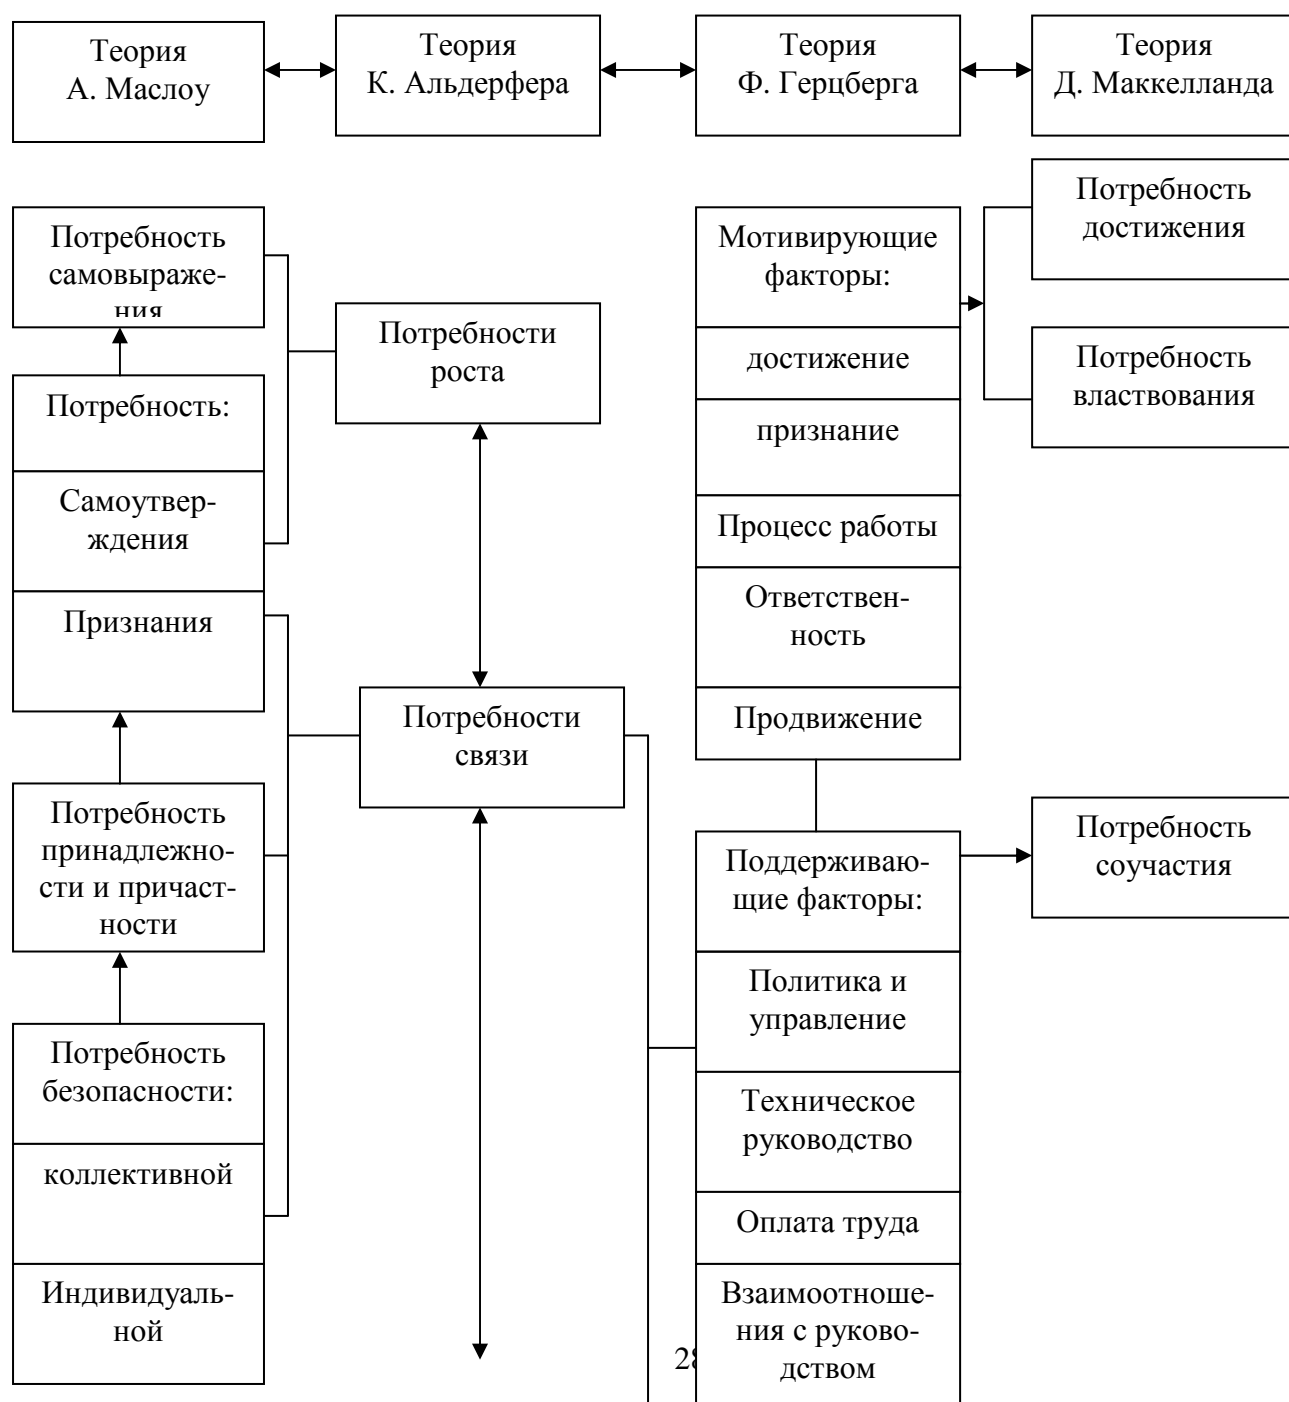 Теория
А. Маслоу
Теория
К. Альдерфера
Теория
Ф. Герцберга
Теория
Д. Маккелланда
Потребность
самовыраже-
ния
Потребность:
Самоутвер-
ждения
Признания
Потребность
принадлежно-
сти и причаст-
ности
Потребность
безопасности:
коллективной
Индивидуаль-
ной
Потребности
роста
Потребности
связи
Мотивирующие
факторы:
достижение
признание
Процесс работы
Ответствен-
ность
Продвижение
Поддерживаю-
щие факторы:
Политика и
управление
Техническое
руководство
Оплата труда
Взаимоотноше-
ния с руково-
дством
Потребность
достижения
Потребность
властвования
Потребность
соучастия